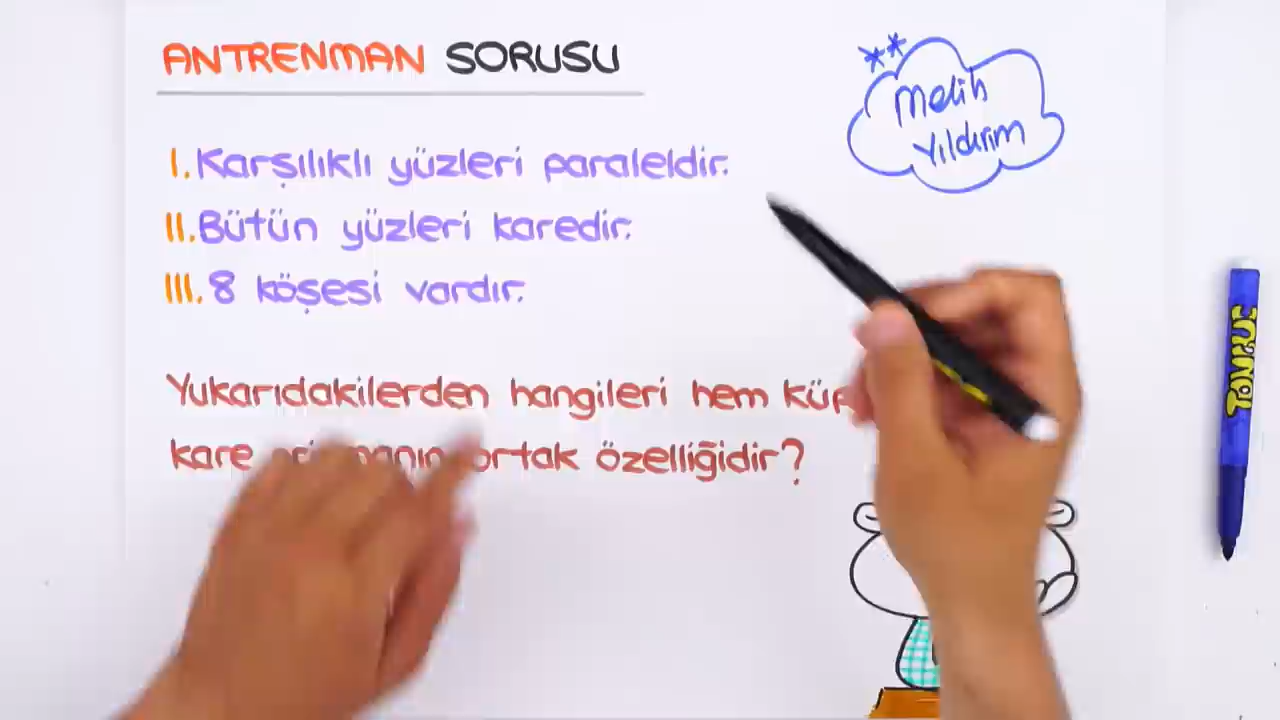 ANTRENMAN SORUSU
Melih
Yıldırım
I. Karşılıklı yüzleri paraleldir.
II. Bütün yüzleri karedir.
III. 8 köşesi vardır.
Yukarıdakilerden hangileri hem küp
kare ortak özelliğidir?